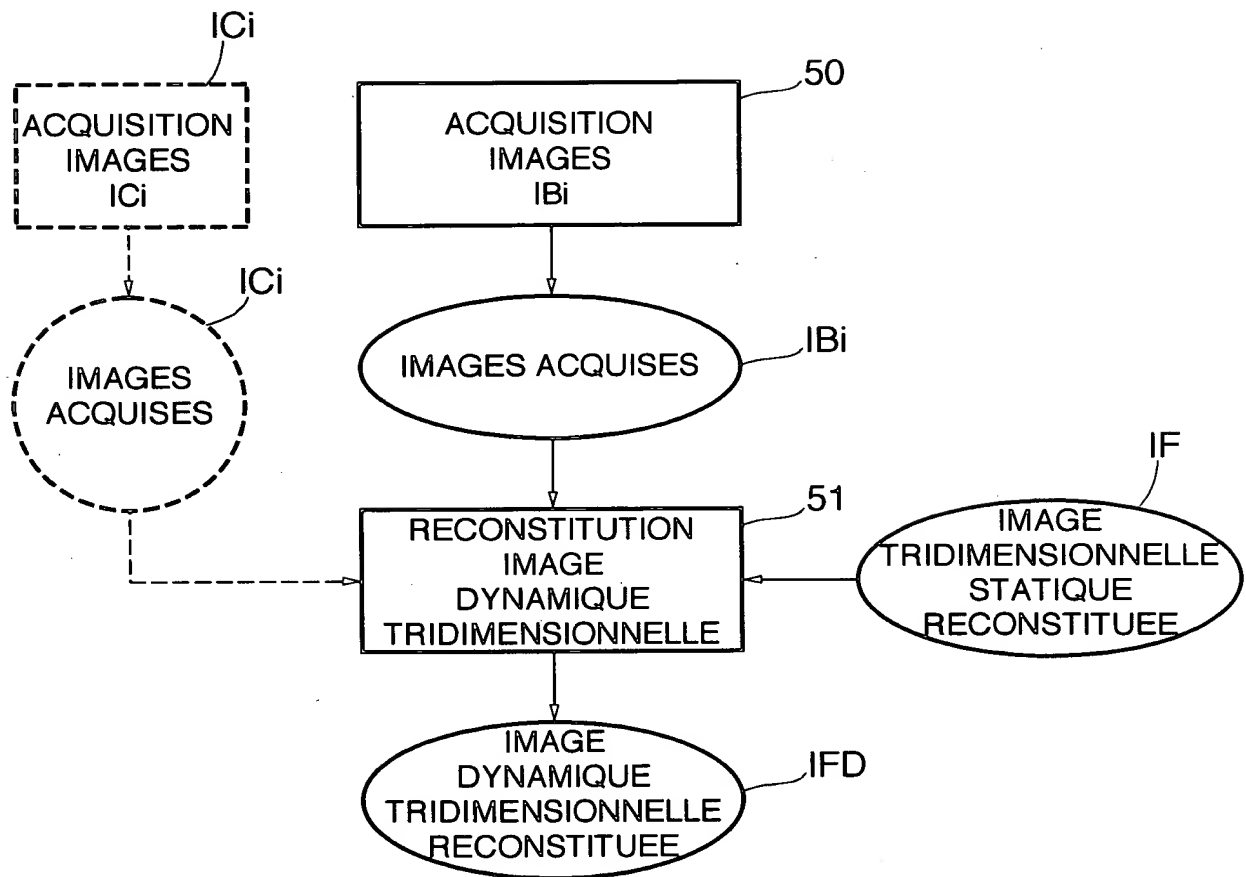 ICi
50
ACQUISITION
IMAGES
ICi
ACQUISITION
IMAGES
IBi
ICi
IMAGES
ACQUISES
IMAGES ACQUISES
IBi
IF
51
RECONSTITUTION
IMAGE
DYNAMIQUE
TRIDIMENSIONNELLE
IMAGE
TRIDIMENSIONNELLE
STATIQUE
RECONSTITUEE
IMAGE
DYNAMIQUE
TRIDIMENSIONNELLE
RECONSTITUEE
IFD